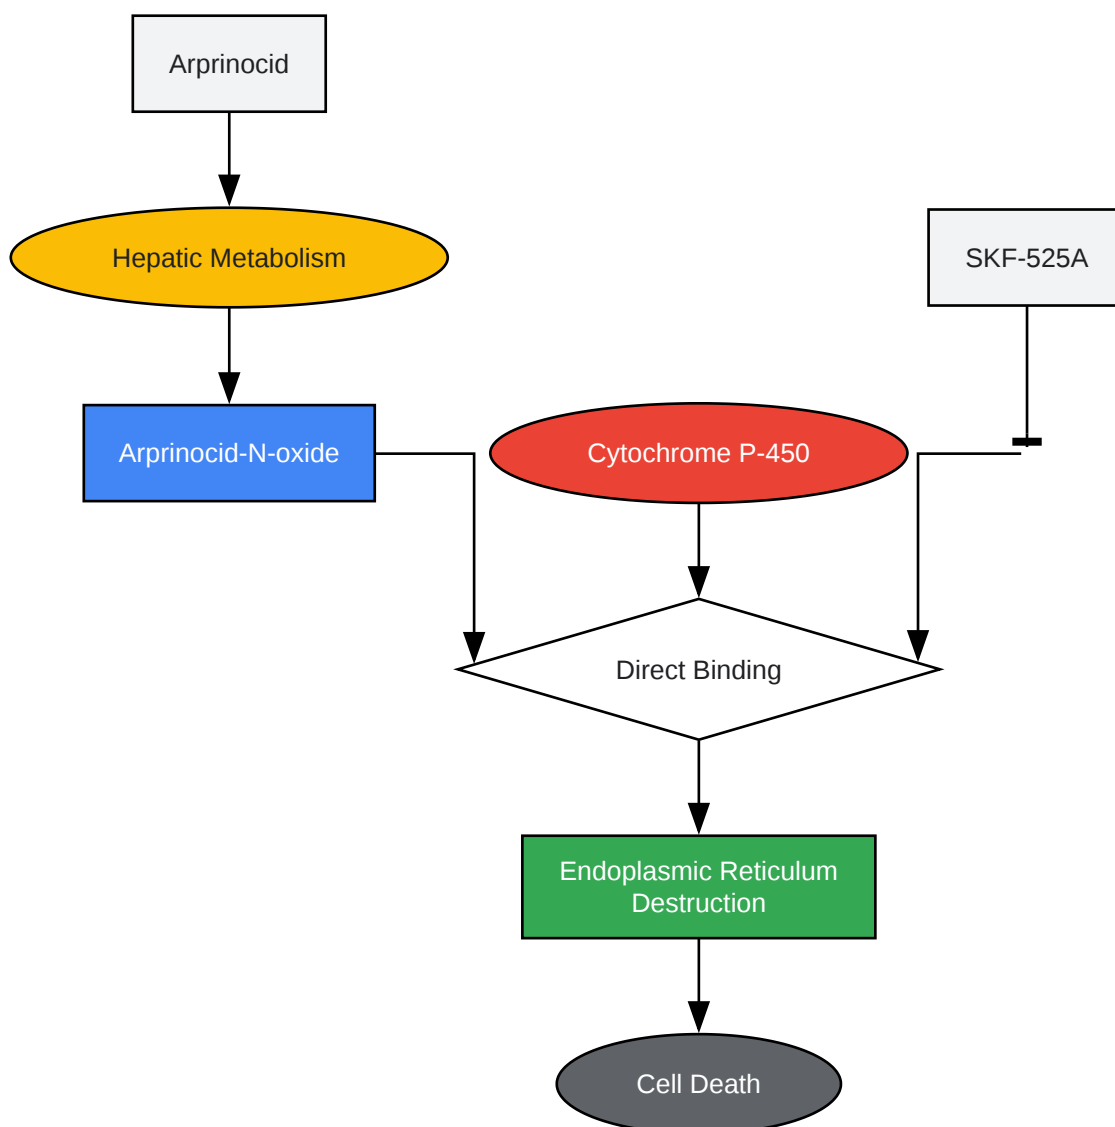 Arprinocid
Hepatic Metabolism
SKF-525A
Arprinocid-N-oxide
Cytochrome P-450
Direct Binding
Endoplasmic Reticulum
Destruction
Cell Death